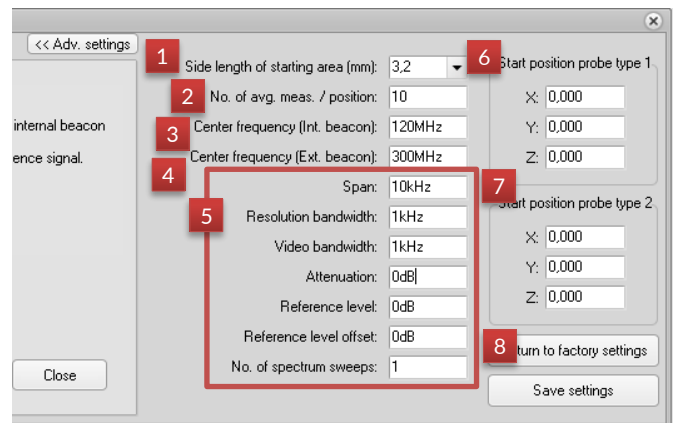 << Adv. settings
internal beacon
ence signal.
Close
1
Side length of starting area (mm): 3,2
2
No. of avg. meas. / position: 10
3
Center frequency (Int. beacon): 120MHz
4
Center frequency (Ext. beacon): 300MHz
5
Span: 10kHz
Resolution bandwidth: 1kHz
Video bandwidth: 1kHz
Attenuation: 0dB
Reference level: 0dB
Reference level offset: 0dB
No. of spectrum sweeps: 1
6
Start position probe type 1
X: 0,000
Y: 0,000
Z: 0,000
7
Start position probe type 2
X: 0,000
Y: 0,000
Z: 0,000
8
turn to factory settings
Save settings